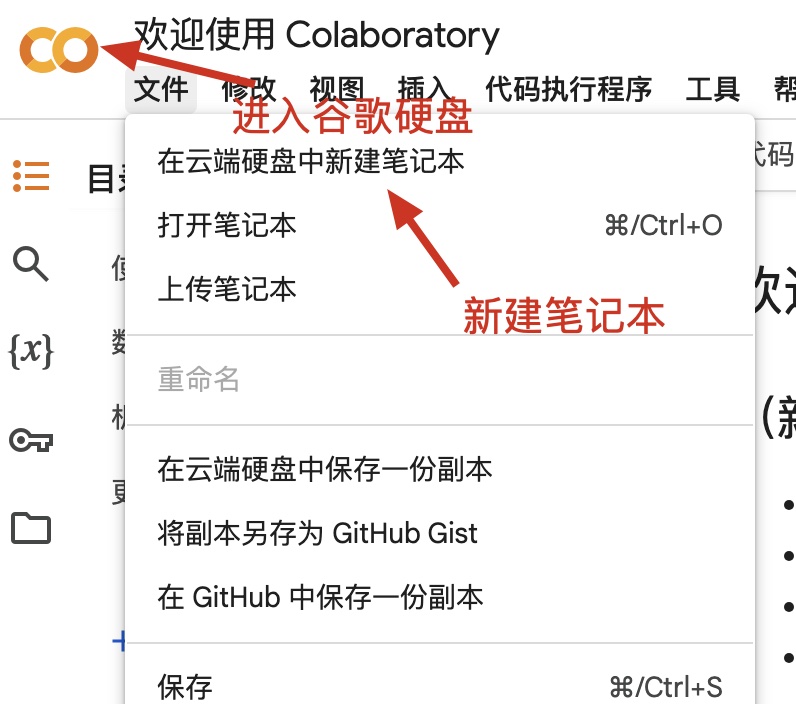 欢迎使用 Colaboratory
文件 修改 视图 插入 代码执行程序 工具 帮
进入谷歌硬盘
在云端硬盘中新建笔记本
代码
目录
打开笔记本 ⌘/Ctrl+O
上传笔记本
新建笔记本
{x}
重命名
(新
在云端硬盘中保存一份副本
将副本另存为 GitHub Gist
在 GitHub 中保存一份副本
+
保存 ⌘/Ctrl+S